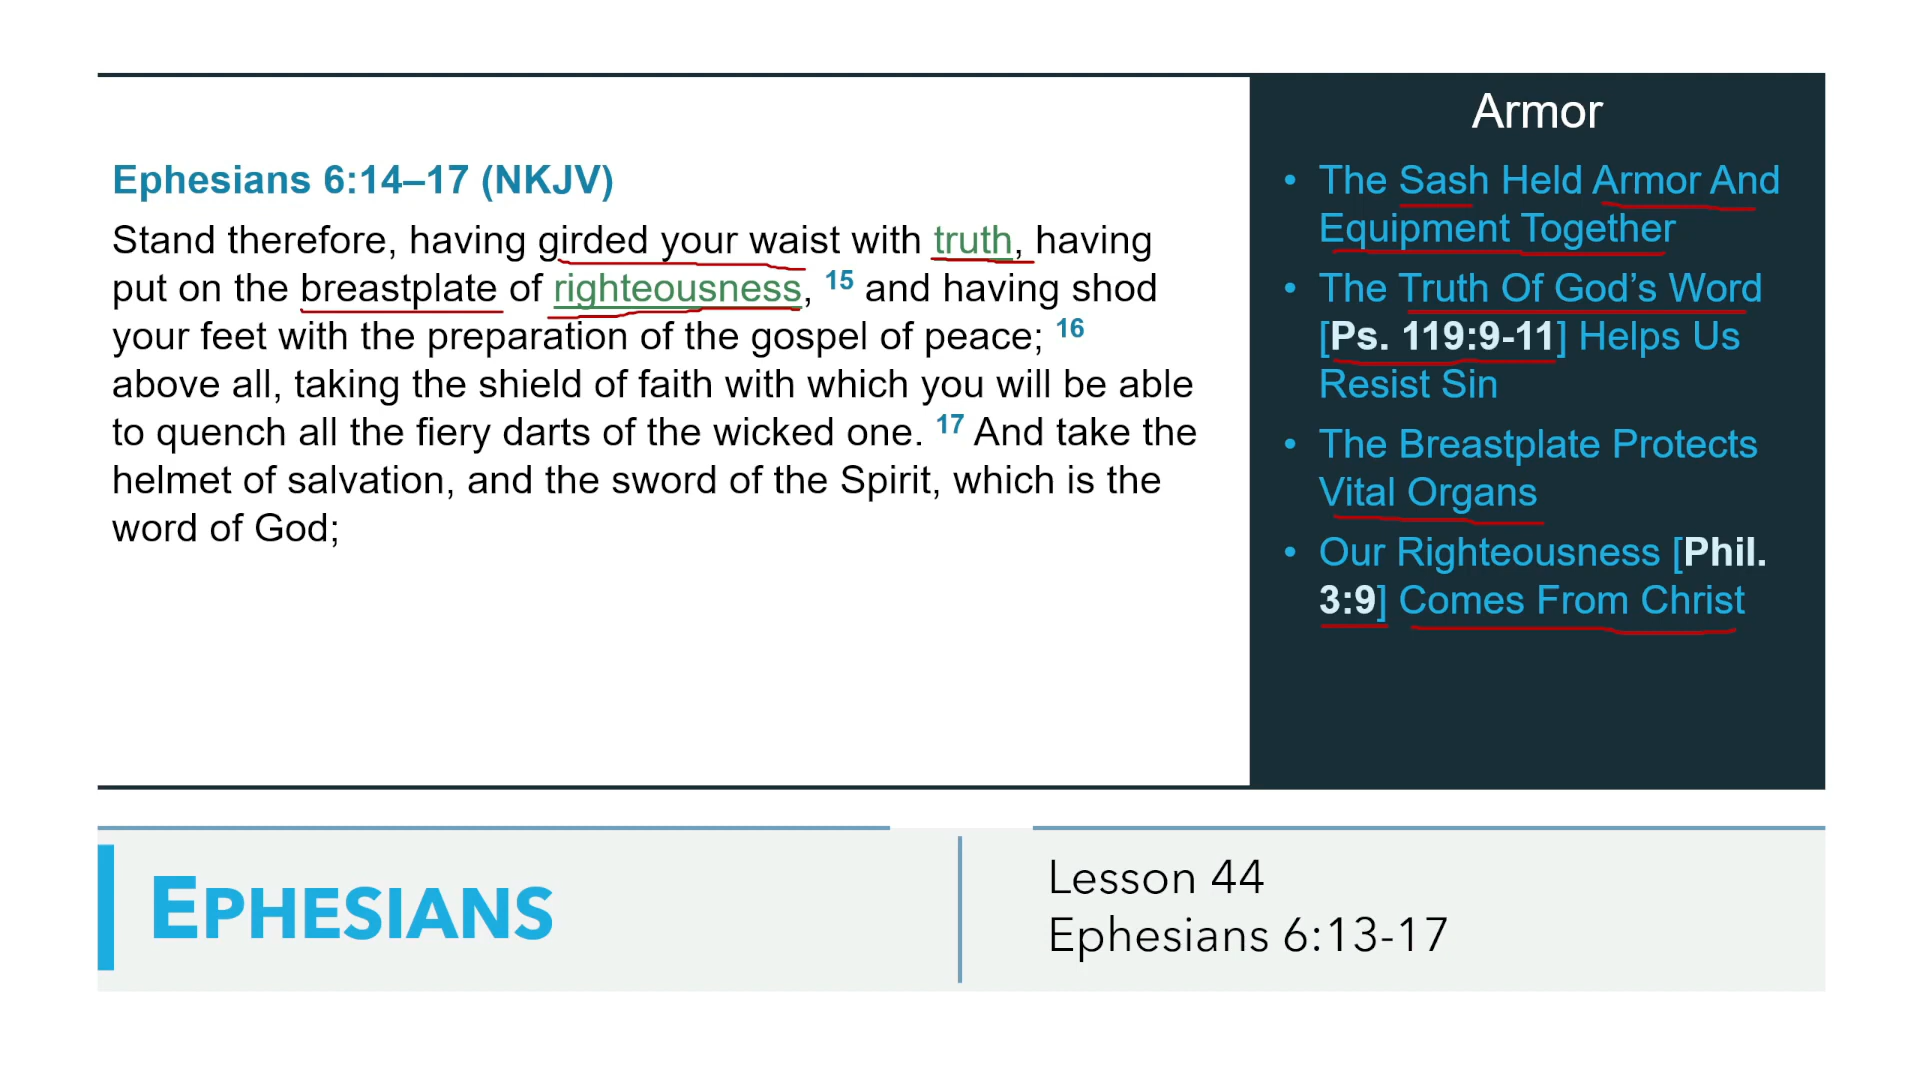 Ephesians 6:14–17 (NKJV)
Stand therefore, having girded your waist with truth, having
put on the breastplate of righteousness, 15 and having shod
your feet with the preparation of the gospel of peace; 16
above all, taking the shield of faith with which you will be able
to quench all the fiery darts of the wicked one. 17 And take the
helmet of salvation, and the sword of the Spirit, which is the
word of God;
Armor
• The Sash Held Armor And
Equipment Together
• The Truth Of God’s Word
[Ps. 119:9-11] Helps Us
Resist Sin
• The Breastplate Protects
Vital Organs
• Our Righteousness [Phil.
3:9] Comes From Christ
EPHESIANS
Lesson 44
Ephesians 6:13-17